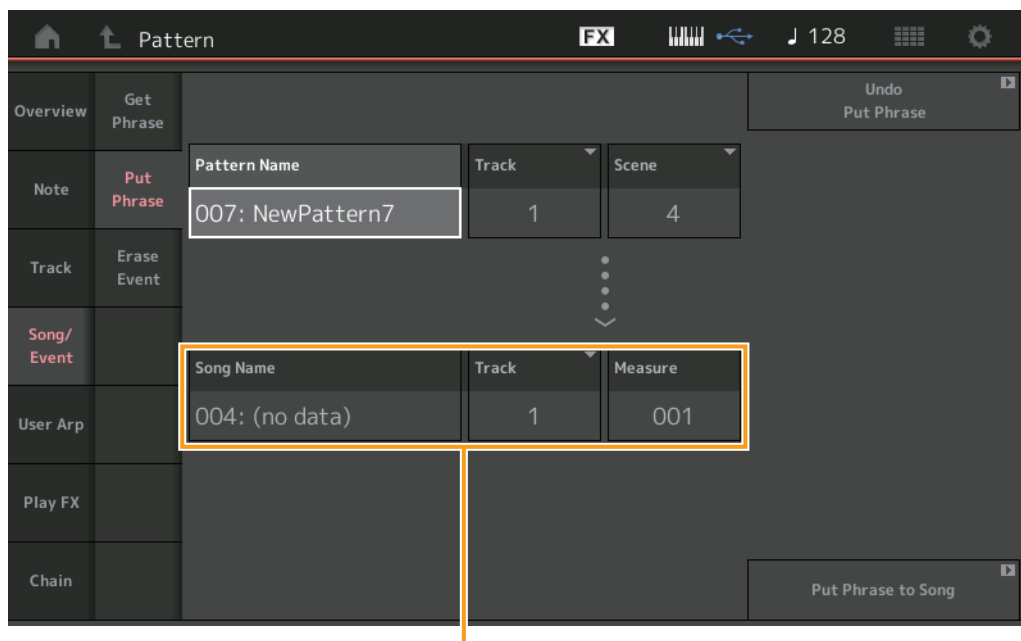 Pattern
FX
♩ 128
Overview
Note
Track
Song/
Event
User Arp
Play FX
Chain
Get
Phrase
Put
Phrase
Erase
Event
Pattern Name
Track
Scene
007: NewPattern7
1
4
Song Name
Track
Measure
004: (no data)
1
001
Undo
Put Phrase
Put Phrase to Song